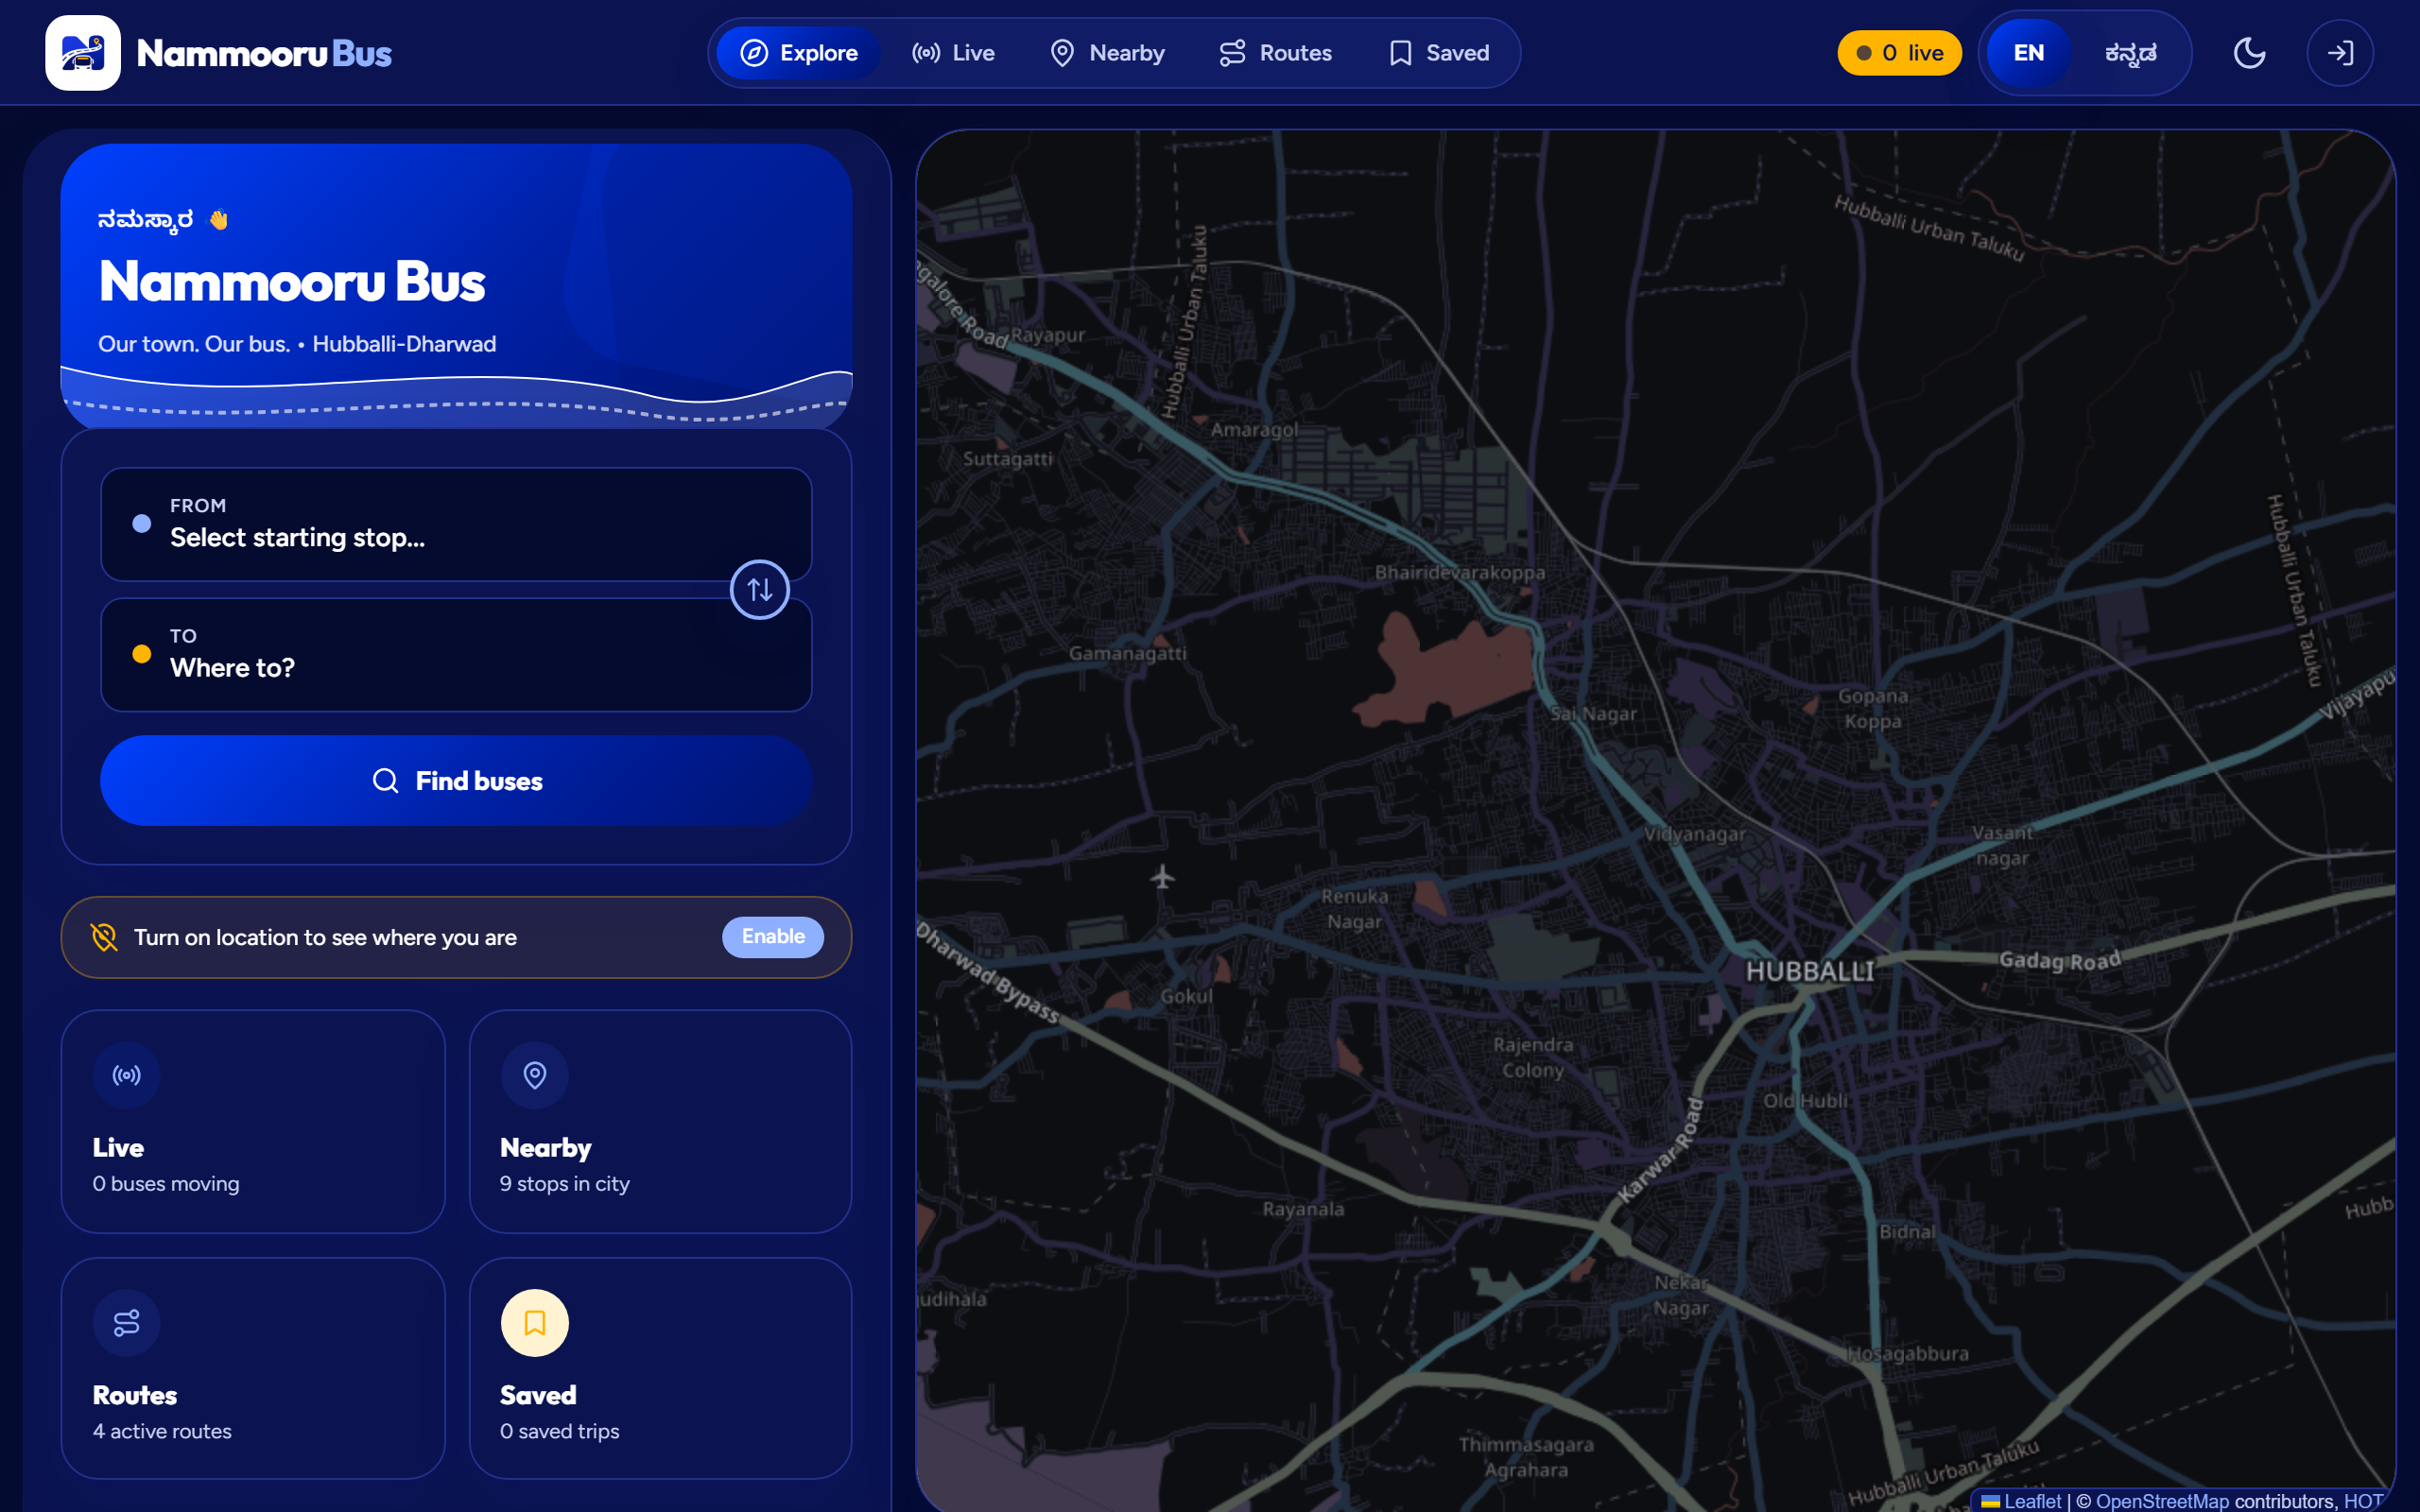 Nammooru Bus
Explore
Live
Nearby
Routes
Saved
0 live
EN
ಕನ್ನಡ
ನಮಸ್ಕಾರ 👋
Nammooru Bus
Our town. Our bus. • Hubballi-Dharwad
FROM
Select starting stop...
TO
Where to?
Find buses
Turn on location to see where you are
Enable
Live
0 buses moving
Nearby
9 stops in city
Routes
4 active routes
Saved
0 saved trips
Hubballi Urban Taluku
Hubballi Urban Taluku
Road
Rayapur
Amaragol
Suttagatti
Bhairidevarakoppa
Hubballi Urban Taluku
Gamanagatti
Sai Nagar
Gopana
Koppa
Vidyanagar
Vasant
nagar
Renuka
Nagar
Dharwad Bypass
HUBBALLI
Gadag Road
Gokul
Rajendra
Colony
Old Hubli
Karwar Road
Rayanala
Bidnal
Nekar
Nagar
Hosagabbura
Thimmasagara
Agrahara
Hubballi Urban Taluku
Leaflet | © OpenStreetMap contributors, HOT